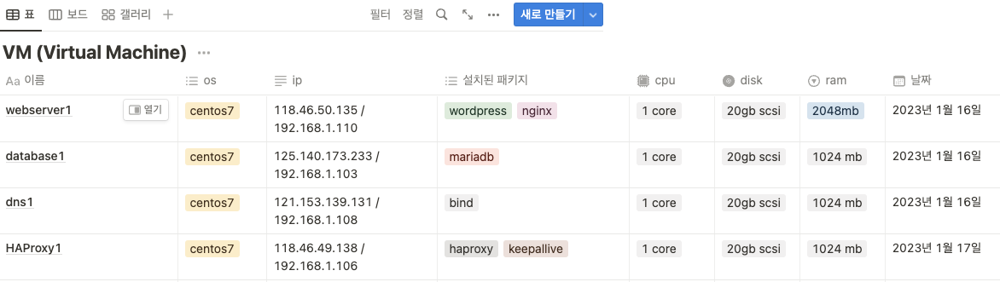 표 보드 갤러리 필터 정렬 새로 만들기
VM (Virtual Machine)
Aa 이름 os ip 설치된 패키지 cpu disk ram 날짜
webserver1 열기 centos7 118.46.50.135 / wordpress nginx 1 core 20gb scsi 2048mb 2023년 1월 16일
192.168.1.110
database1 centos7 125.140.173.233 / mariadb 1 core 20gb scsi 1024 mb 2023년 1월 16일
192.168.1.103
dns1 centos7 121.153.139.131 / bind 1 core 20gb scsi 1024 mb 2023년 1월 16일
192.168.1.108
HAProxy1 centos7 118.46.49.138 / haproxy keepallive 1 core 20gb scsi 1024 mb 2023년 1월 17일
192.168.1.106